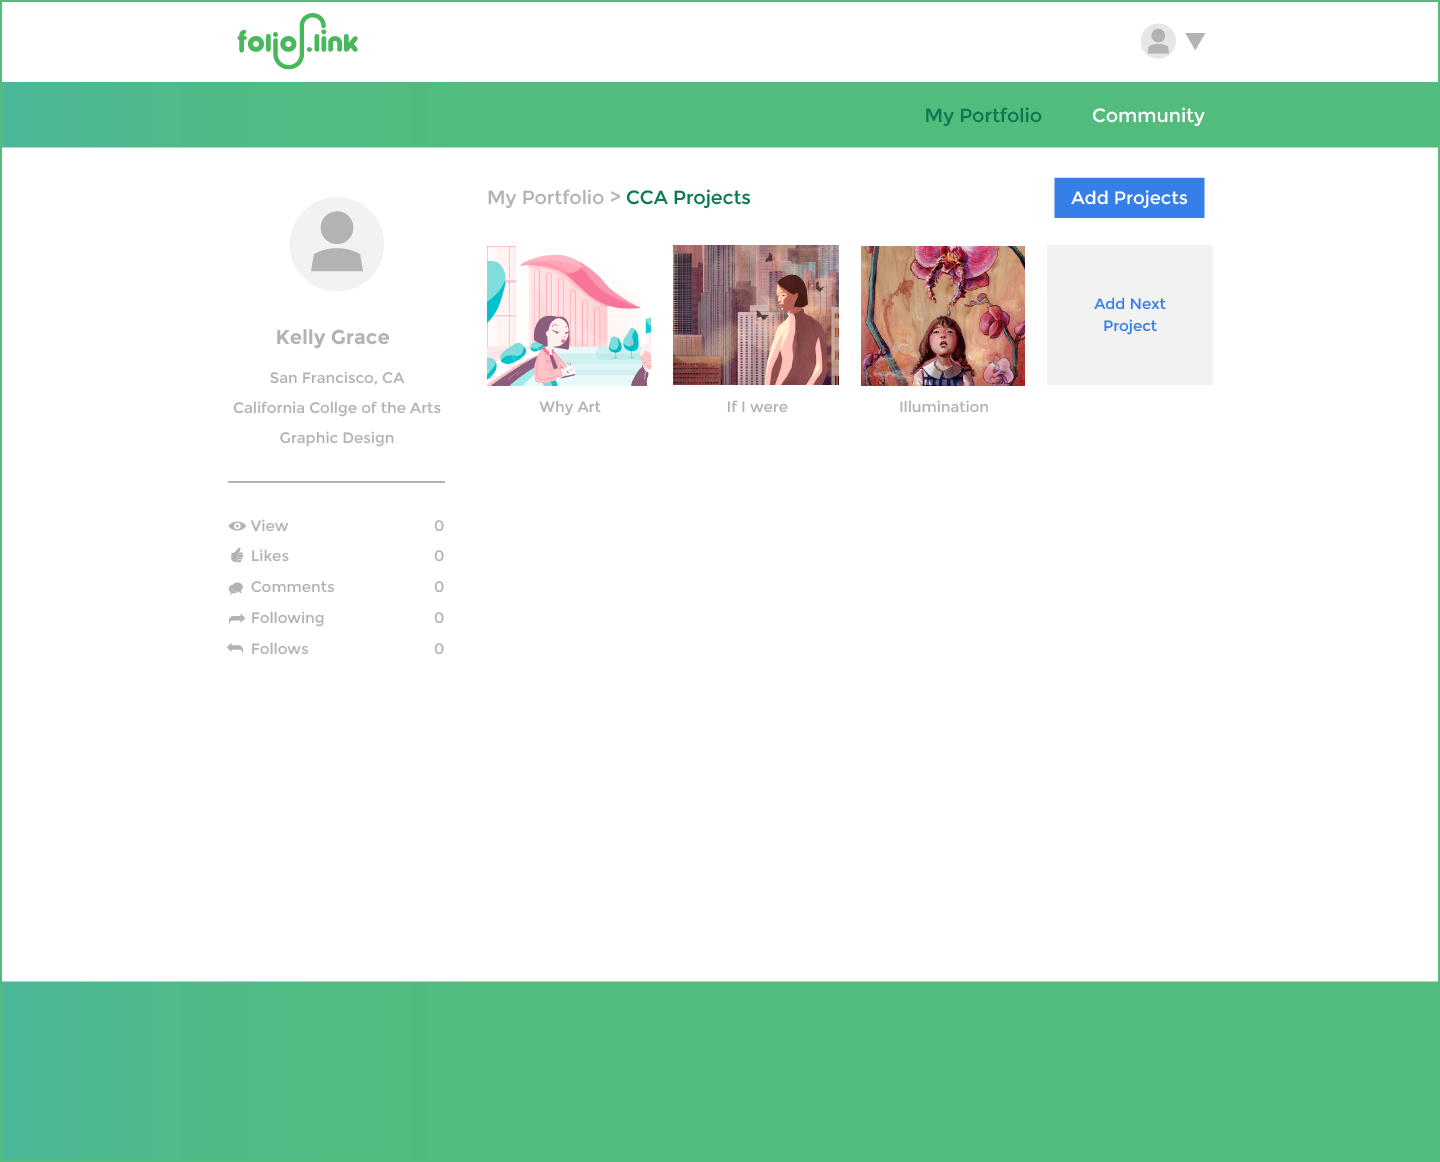 folio.link
My Portfolio
Community
My Portfolio > CCA Projects
Add Projects
Kelly Grace
San Francisco, CA
California Collge of the Arts
Graphic Design
View 0
Likes 0
Comments 0
Following 0
Follows 0
Why Art
If I were
Illumination
Add Next
Project